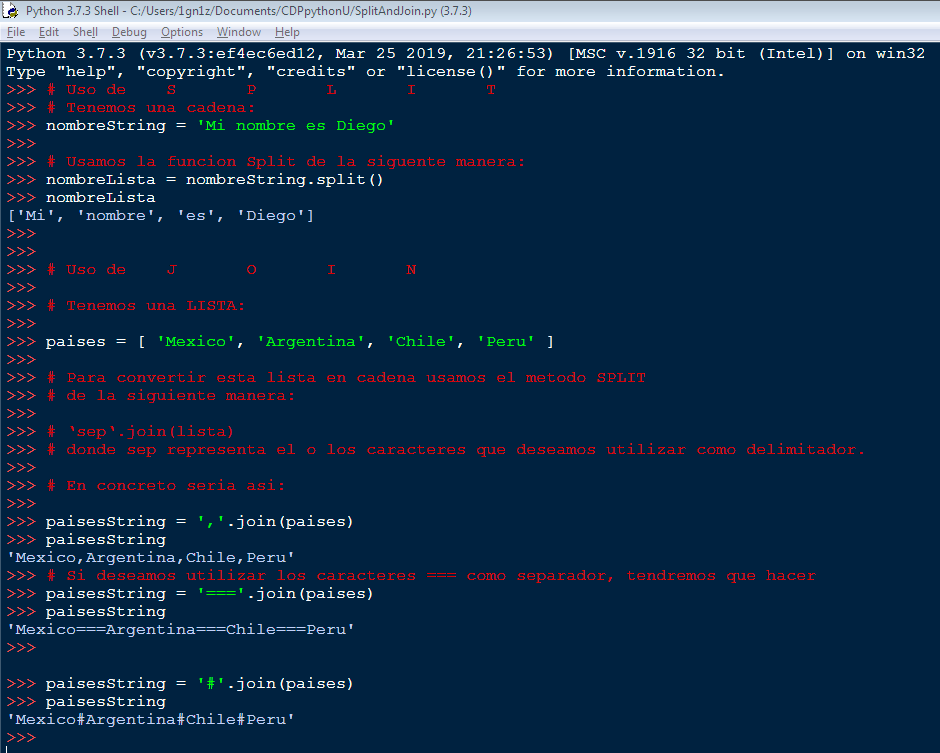 Python 3.7.3 Shell - C:/Users/1gn1z/Documents/CDPpythonU/SplitAndJoin.py (3.7.3)
File Edit Shell Debug Options Window Help
Python 3.7.3 (v3.7.3:ef4ec6ed12, Mar 25 2019, 21:26:53) [MSC v.1916 32 bit (Intel)] on win32
Type "help", "copyright", "credits" or "license()" for more information.
>>> # Uso de    S       P       L       I       T
>>> # Tenemos una cadena:
>>> nombreString = 'Mi nombre es Diego'
>>>
>>> # Usamos la funcion Split de la siguente manera:
>>> nombreLista = nombreString.split()
>>> nombreLista
['Mi', 'nombre', 'es', 'Diego']
>>>
>>>
>>> # Uso de    J       O       I       N
>>>
>>> # Tenemos una LISTA:
>>>
>>> paises = [ 'Mexico', 'Argentina', 'Chile', 'Peru' ]
>>>
>>> # Para convertir esta lista en cadena usamos el metodo SPLIT
>>> # de la siguiente manera:
>>>
>>> # 'sep'.join(lista)
>>> # donde sep representa el o los caracteres que deseamos utilizar como delimitador.
>>>
>>> # En concreto seria asi:
>>>
>>> paisesString = ','.join(paises)
>>> paisesString
'Mexico,Argentina,Chile,Peru'
>>> # Si deseamos utilizar los caracteres === como separador, tendremos que hacer
>>> paisesString = '==='.join(paises)
>>> paisesString
'Mexico===Argentina===Chile===Peru'
>>>
>>> paisesString = '#'.join(paises)
>>> paisesString
'Mexico#Argentina#Chile#Peru'
>>>